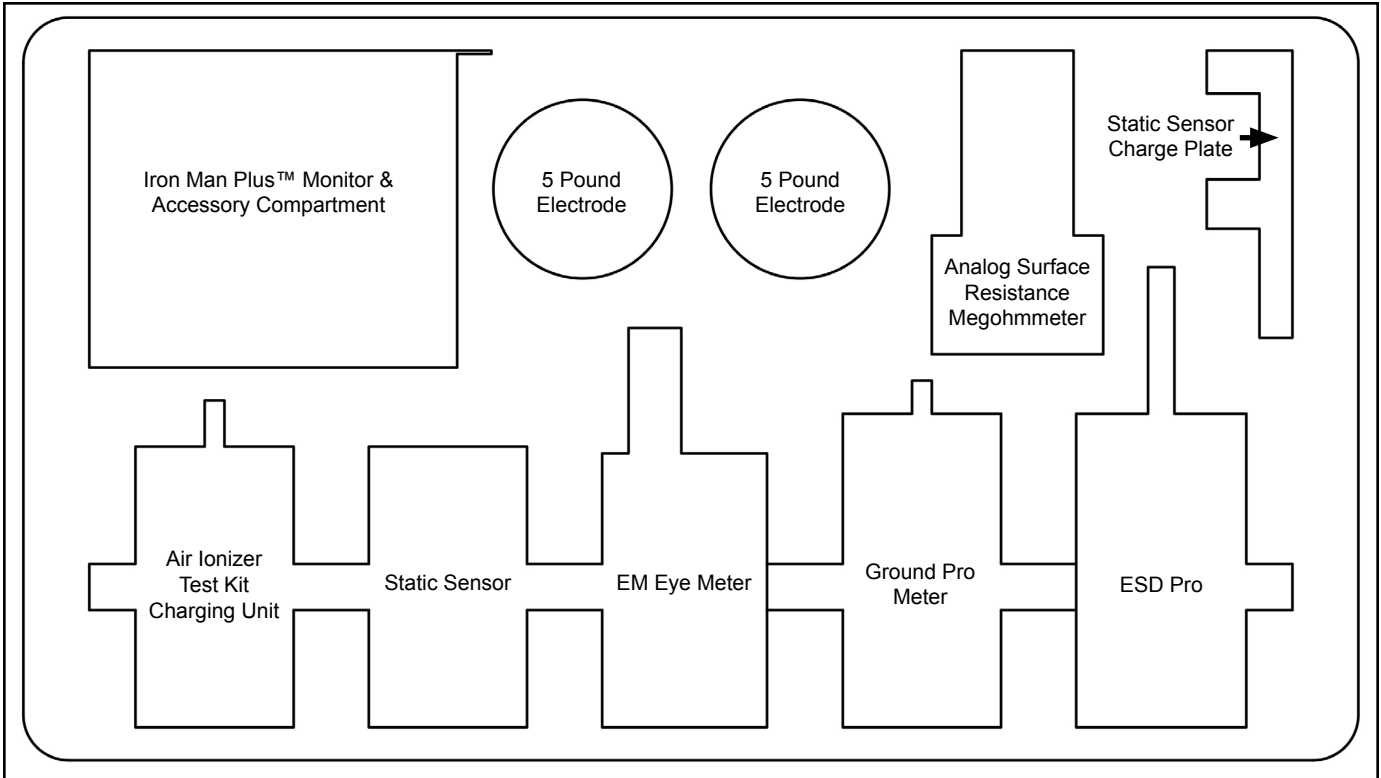 Iron Man Plus™ Monitor &
Accessory Compartment
5 Pound
Electrode
5 Pound
Electrode
Analog Surface
Resistance
Megohmmeter
Static Sensor
Charge Plate
Air Ionizer
Test Kit
Charging Unit
Static Sensor
EM Eye Meter
Ground Pro
Meter
ESD Pro